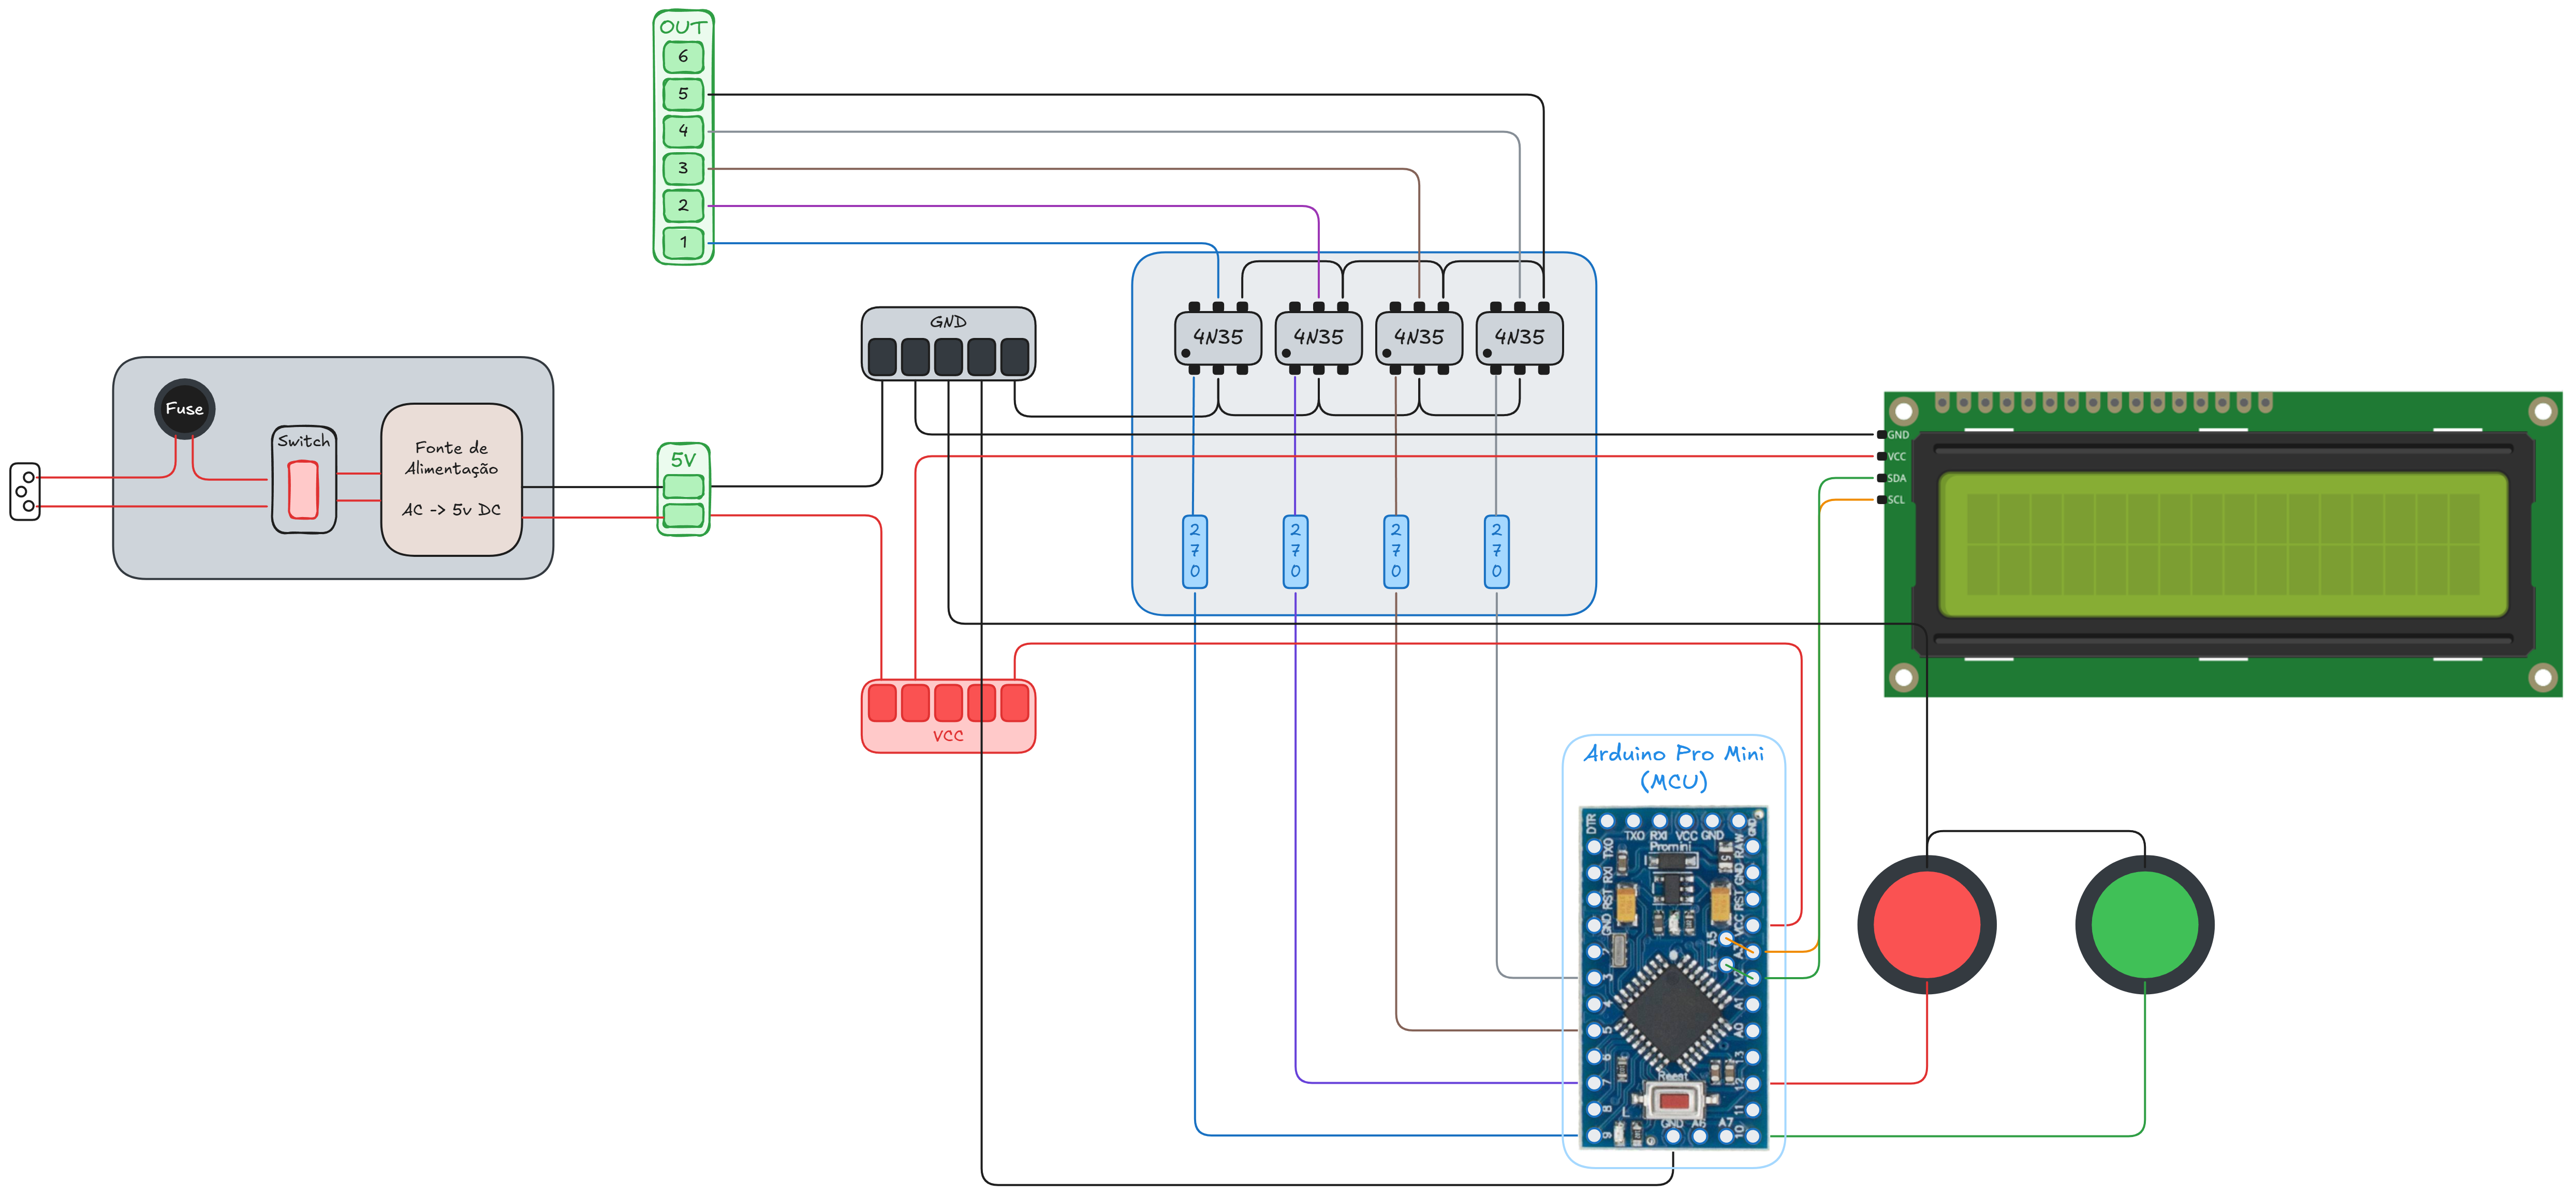 OUT
6
5
4
3
2
1
GND
4N35
4N35
4N35
4N35
Fuse
Switch
Fonte de
Alimentação
AC -> 5v DC
5V
GND
VCC
SDA
SCL
270
270
270
270
VCC
Arduino Pro Mini
(MCU)
DTR
TXO
RXI
VCC
GND
GND
Promini
TXO
RXI
RST
GND
2
3
4
5
6
7
8
9
RAW
GND
RST
VCC
A3
A2
A1
A0
13
12
11
10
A5
A4
Reset
L
GND
A6
A7